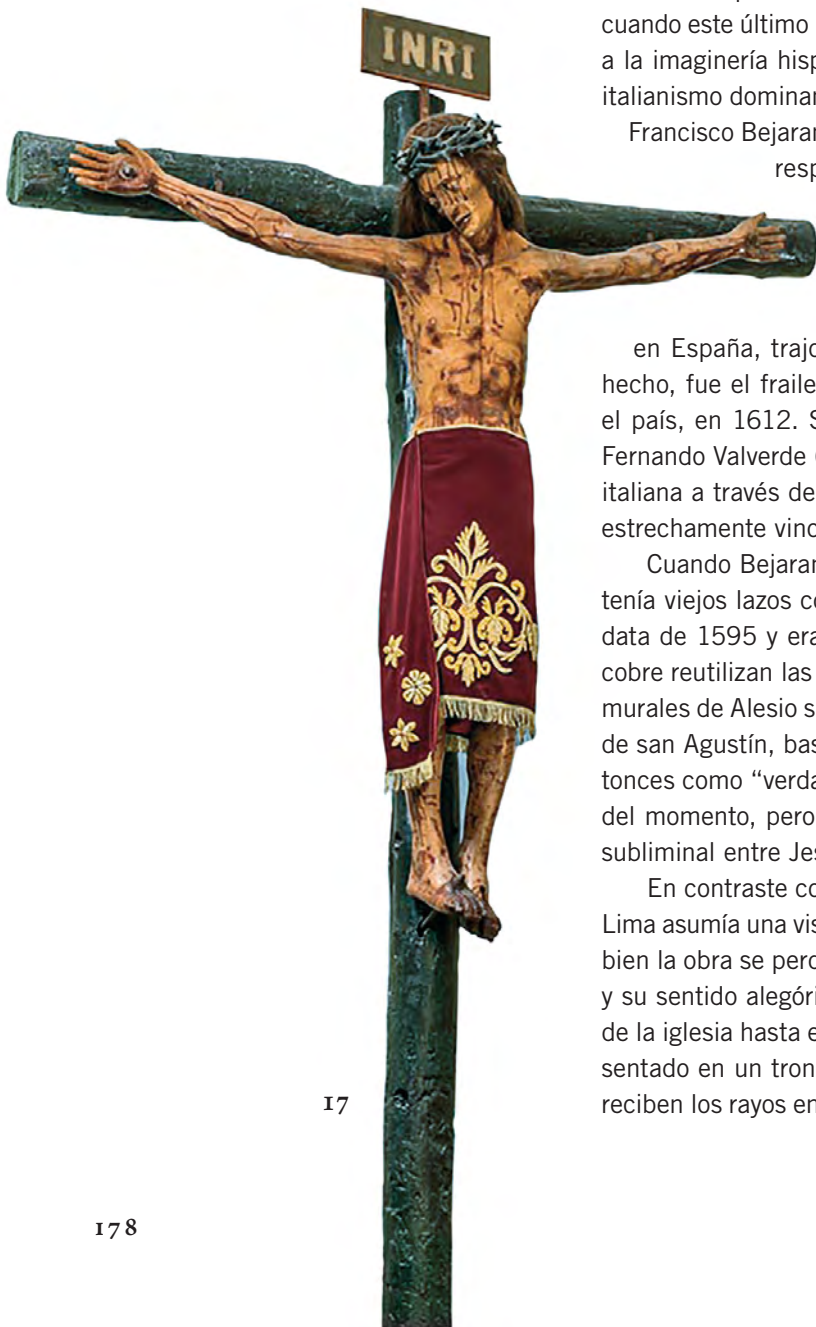 INRI
cuando este último
a la imaginería hisp
italianismo dominan
Francisco Bejaran
resp
en España, trajo
hecho, fue el fraile
el país, en 1612. S
Fernando Valverde
italiana a través de
estrechamente vinc
Cuando Bejaran
tenía viejos lazos co
data de 1595 y era
cobre reutilizan las
murales de Alesio s
de san Agustín, bas
tonces como “verda
del momento, pero
subliminal entre Jes
En contraste co
Lima asumía una vis
bien la obra se perc
y su sentido alegóri
de la iglesia hasta e
sentado en un tron
reciben los rayos en
17
178